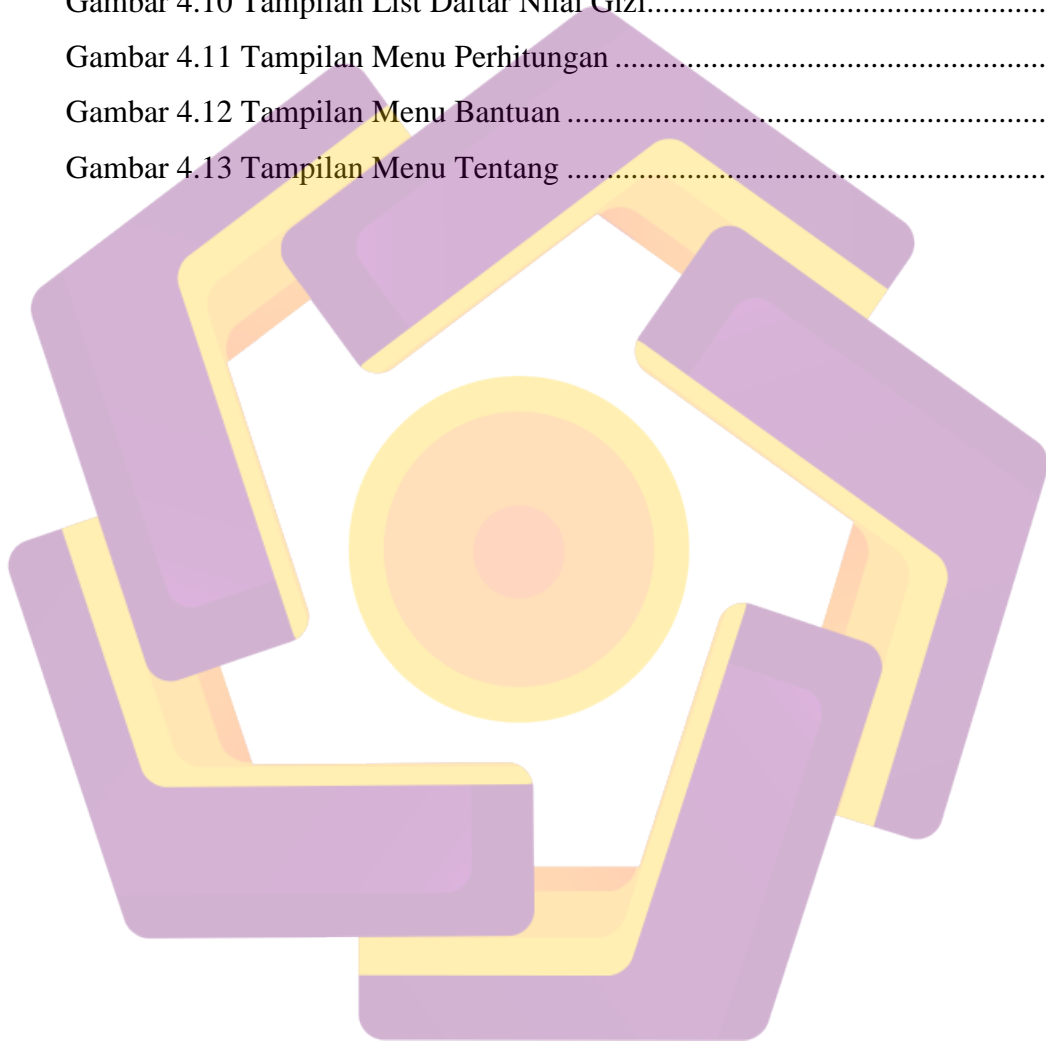 Gambar 4.10 Tampilan List Daftar Nilai Gizi..................................................
Gambar 4.11 Tampilan Menu Perhitungan .......................................................
Gambar 4.12 Tampilan Menu Bantuan .............................................................
Gambar 4.13 Tampilan Menu Tentang .............................................................